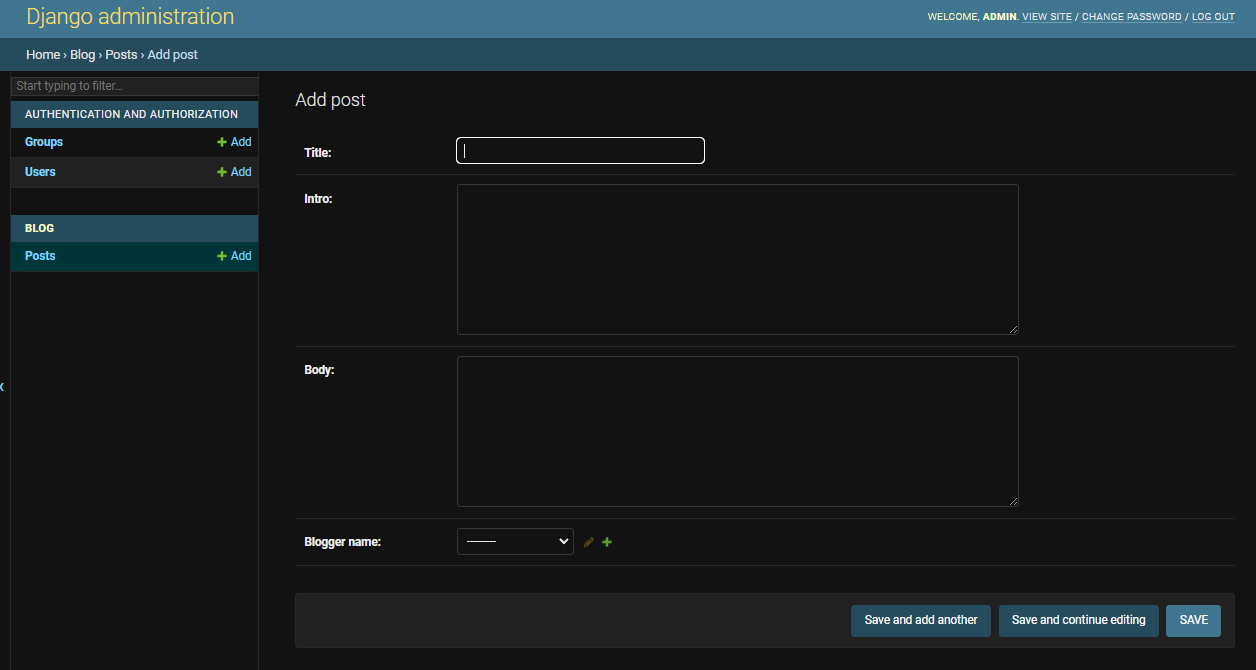 Django administration
WELCOME, ADMIN. VIEW SITE / CHANGE PASSWORD / LOG OUT
Home › Blog › Posts › Add post
Start typing to filter...
AUTHENTICATION AND AUTHORIZATION
Groups + Add
Users + Add
BLOG
Posts + Add
Add post
Title:
Intro:
Body:
Blogger name: ---------
Save and add another Save and continue editing SAVE